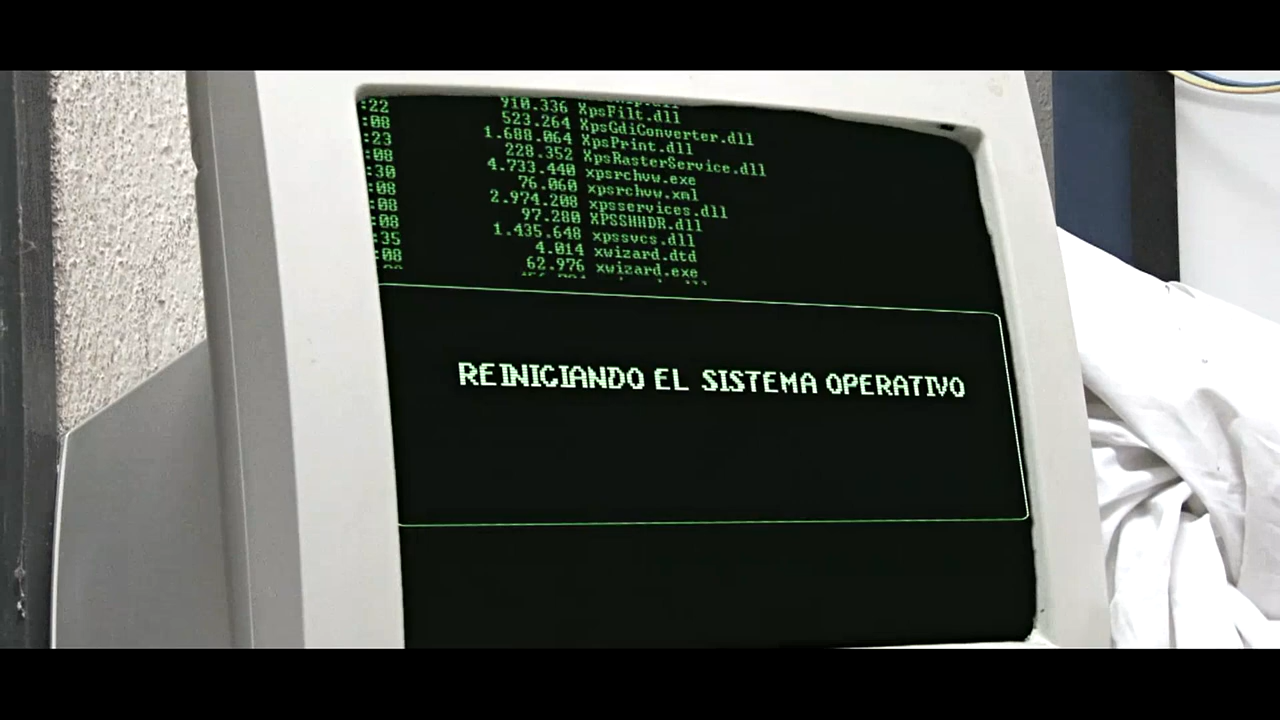 :22 910.336 XpsFilt.dll
:08 523.264 XpsGdiConverter.dll
:23 1.688.064 XpsPrint.dll
:08 228.352 XpsRasterService.dll
:30 4.733.440 xpsrchvw.exe
:08 76.060 xpsrchvw.xml
:08 2.974.208 xpsservices.dll
:08 97.280 XPSSHHDR.dll
:35 1.435.648 xpssvcs.dll
:08 4.014 xwizard.dtd
62.976 xwizard.exe
REINICIANDO EL SISTEMA OPERATIVO